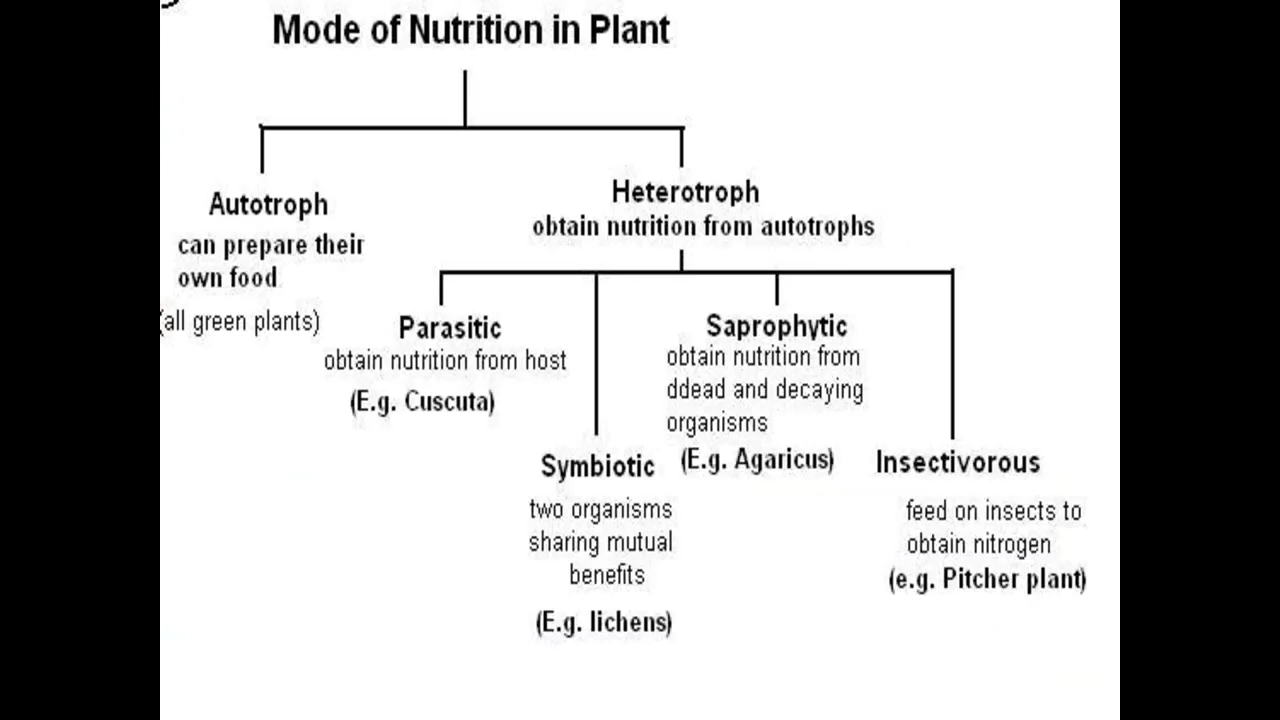 Mode of Nutrition in Plant
Autotroph
can prepare their
own food
(all green plants)
Heterotroph
obtain nutrition from autotrophs
Parasitic
obtain nutrition from host
(E.g. Cuscuta)
Symbiotic
two organisms
sharing mutual
benefits
(E.g. lichens)
Saprophytic
obtain nutrition from
ddead and decaying
organisms
(E.g. Agaricus)
Insectivorous
feed on insects to
obtain nitrogen
(e.g. Pitcher plant)